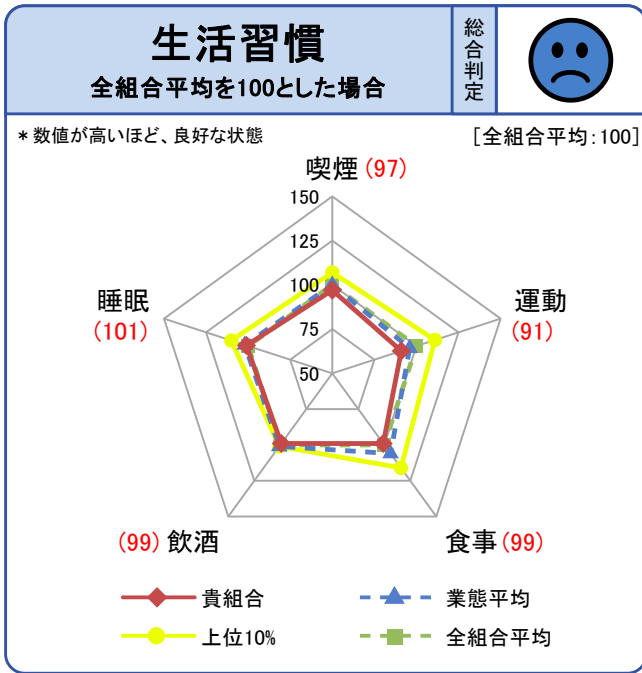 生活習慣
全組合平均を100とした場合
総合判定
*数値が高いほど、良好な状態
[全組合平均:100]
喫煙(97)
150
125
100
75
50
睡眠
(101)
運動
(91)
(99)飲酒
食事(99)
貴組合
業態平均
上位10%
全組合平均